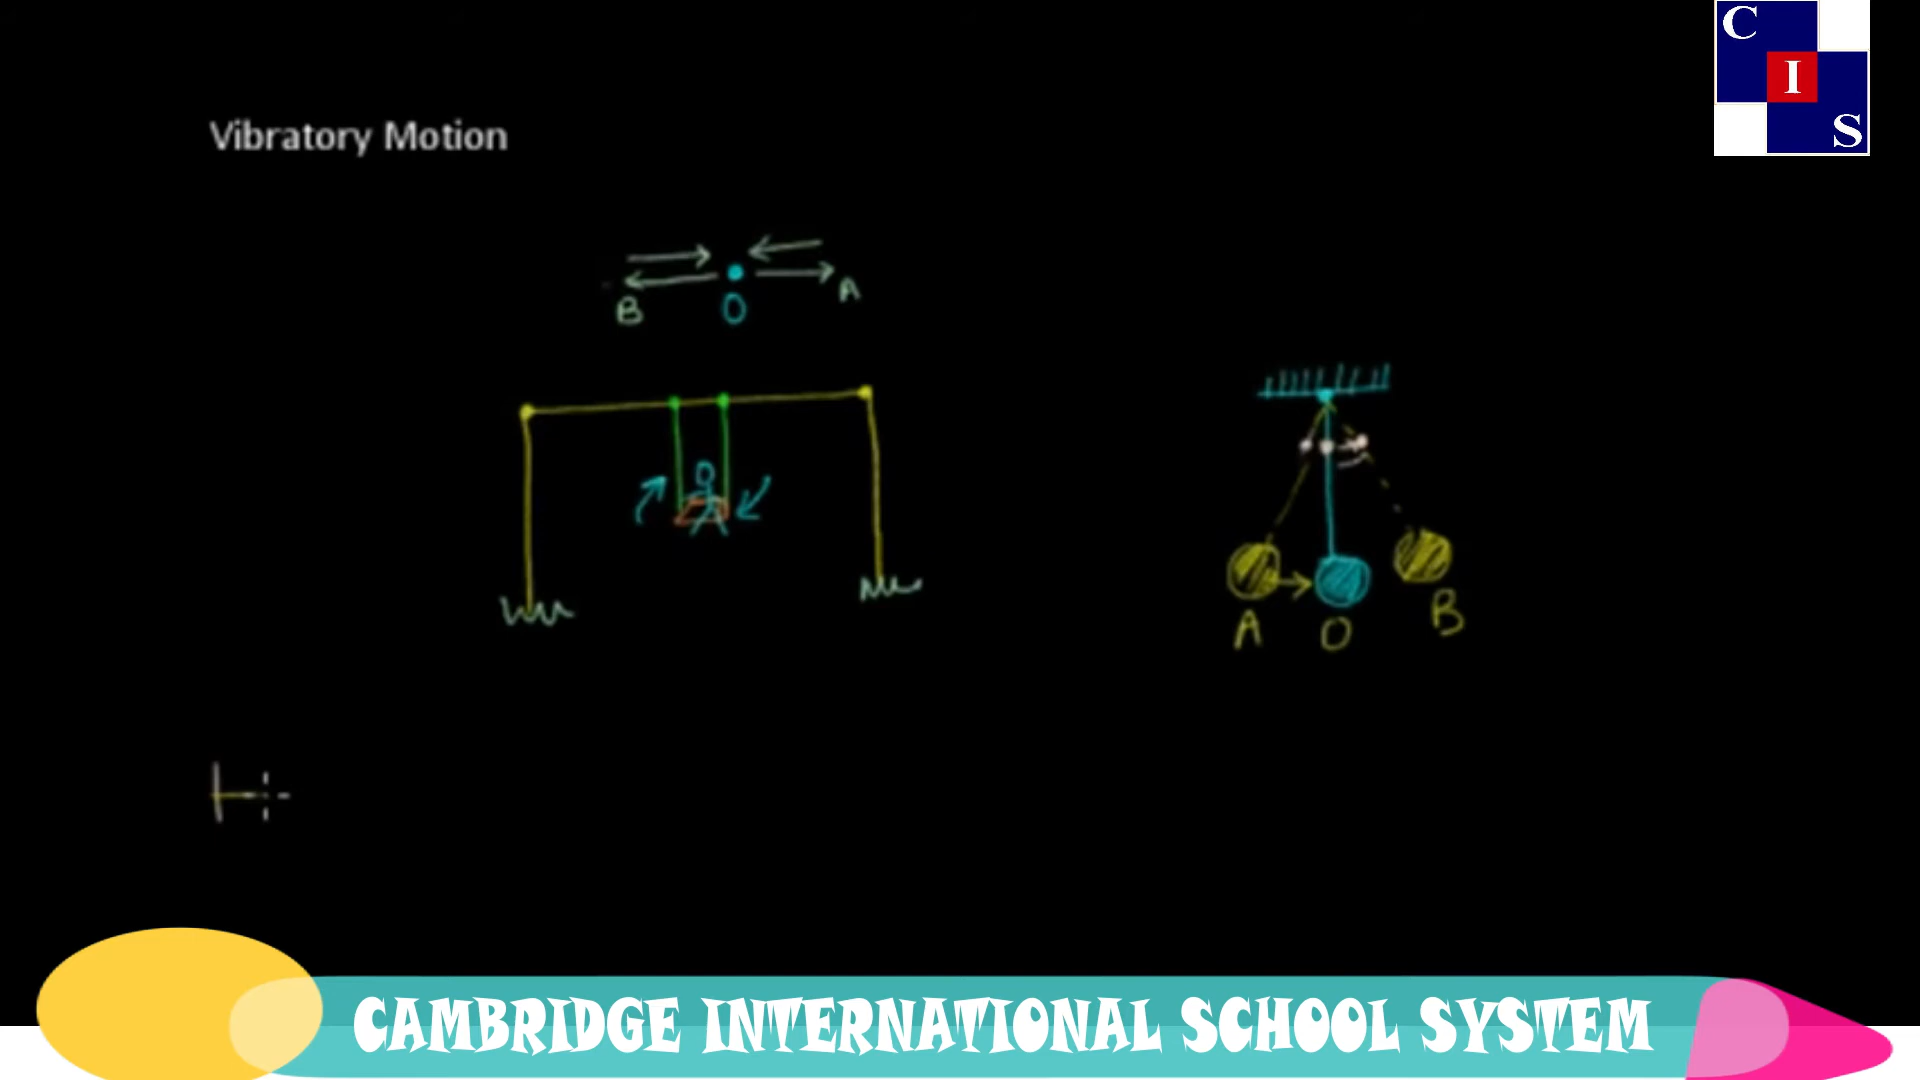 C
I
S
Vibratory Motion
B O A
A O B
CAMBRIDGE INTERNATIONAL SCHOOL SYSTEM